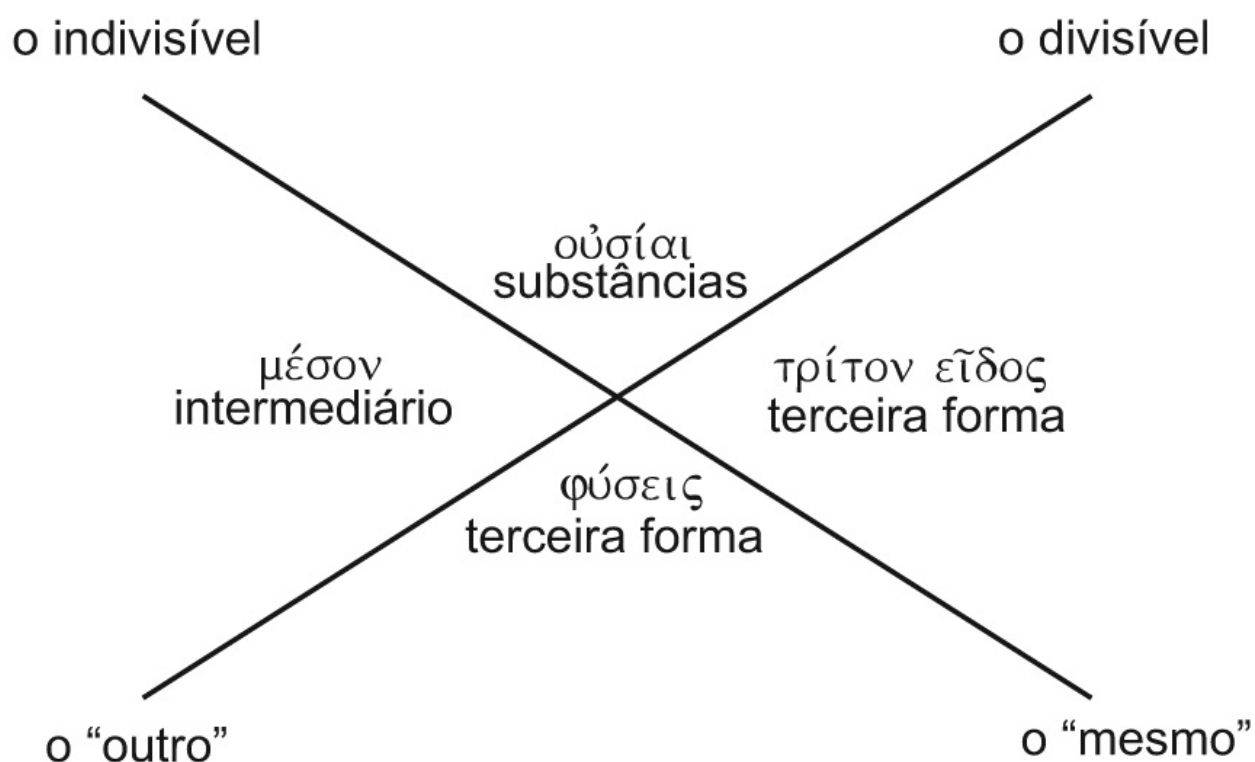 o indivisível
o divisível
οὐσίαι
substâncias
μέσον
intermediário
τρίτον εἶδος
terceira forma
φύσεις
terceira forma
o “outro”
o “mesmo”